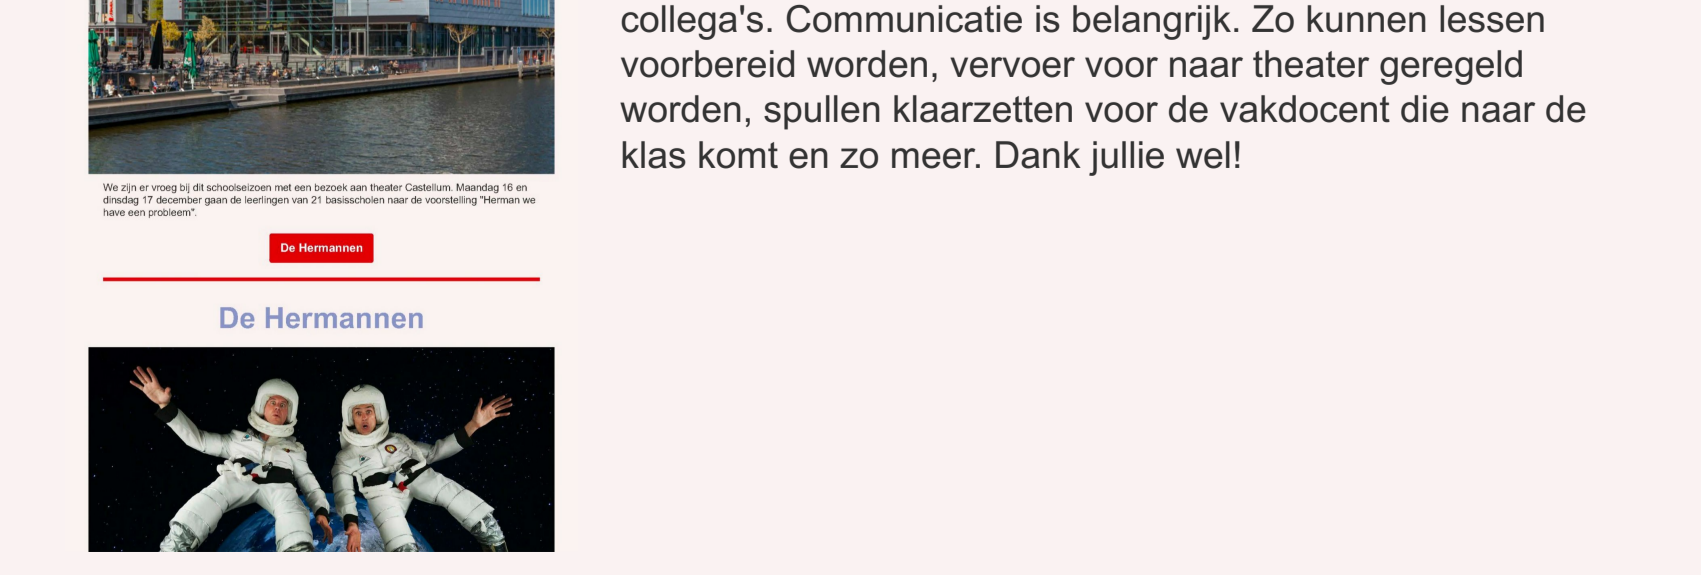 collega's. Communicatie is belangrijk. Zo kunnen lessen
voorbereid worden, vervoer voor naar theater geregeld
worden, spullen klaarzetten voor de vakdocent die naar de
klas komt en zo meer. Dank jullie wel!
We zijn er vroeg bij dit schoolseizoen met een bezoek aan theater Castellum. Maandag 16 en
dinsdag 17 december gaan de leerlingen van 21 basisscholen naar de voorstelling "Herman we
have een probleem".
De Hermannen
De Hermannen